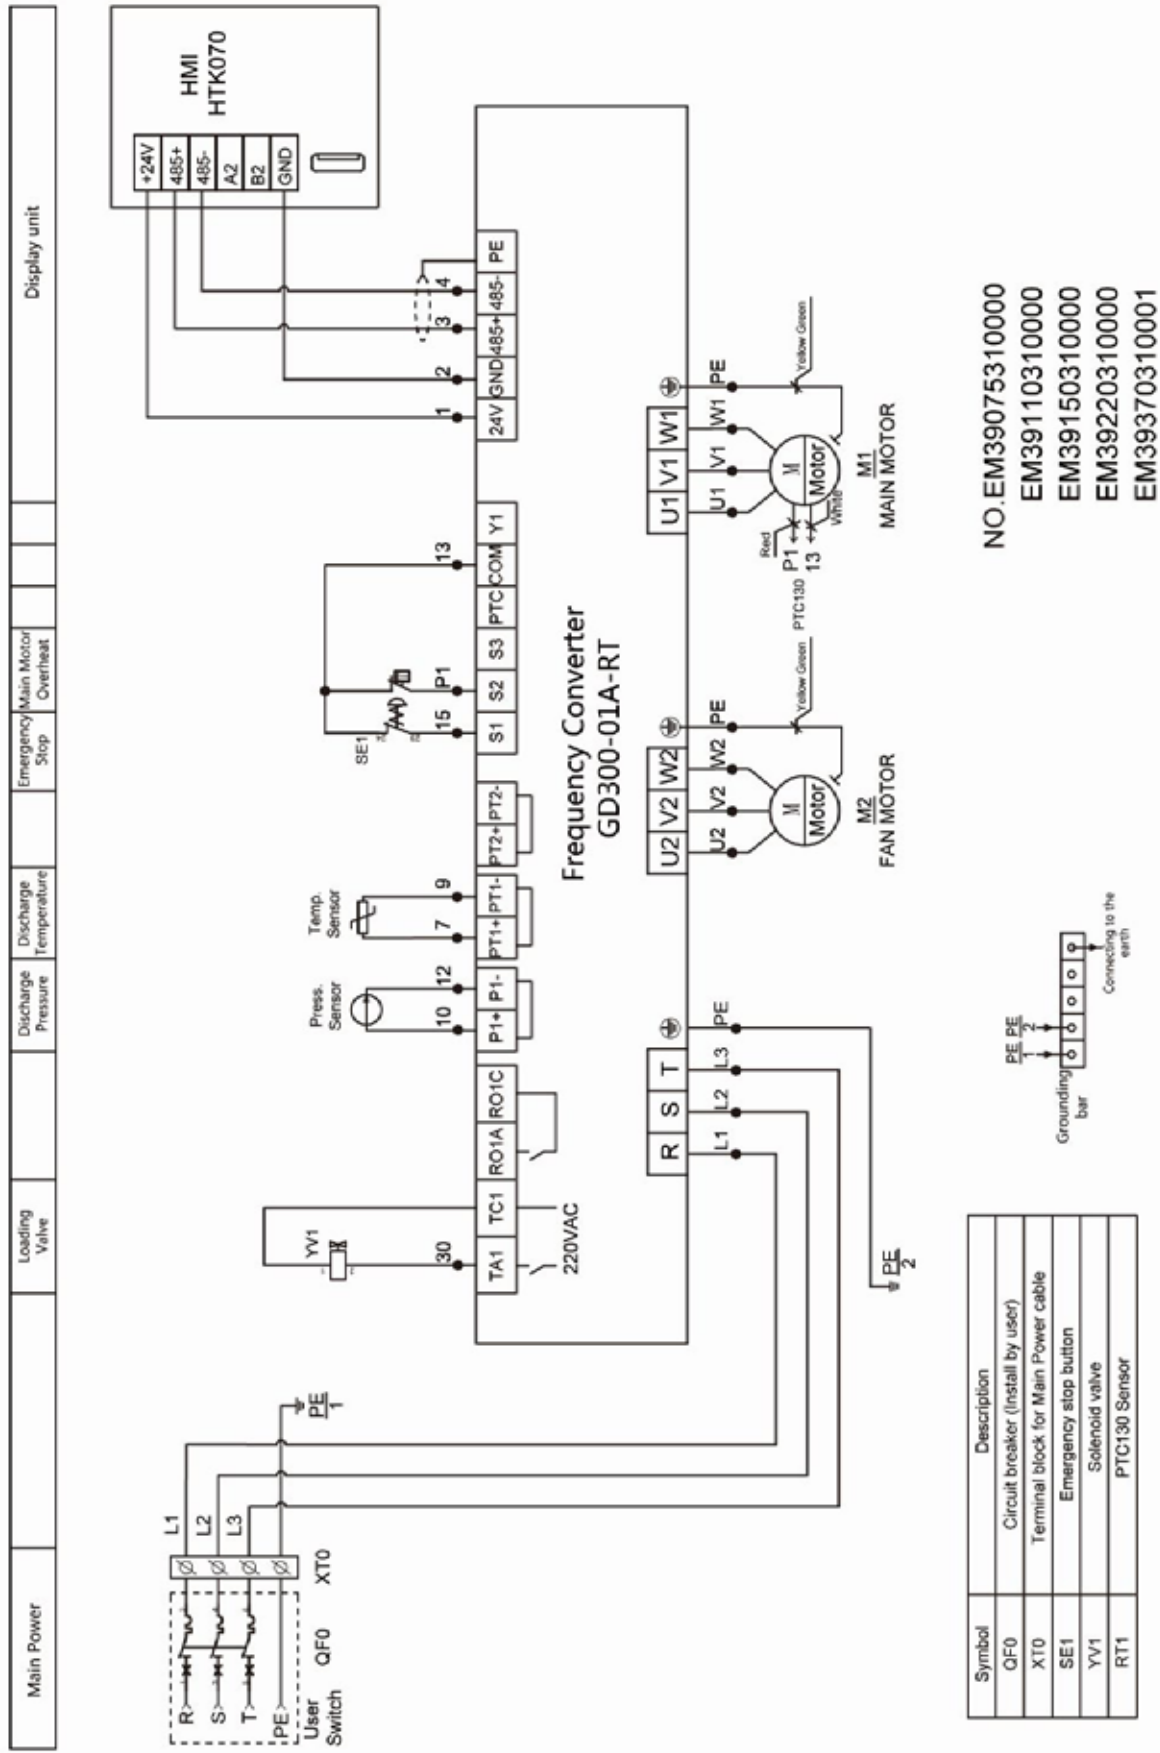 Main Power
Loading
Valve
Discharge
Pressure
Discharge
Temperature
Emergency
Stop
Main Motor
Overheat
Display unit
HMI
HTK070
+24V
485+
485-
A2
B2
GND
R
S
T
PE
User
Switch
QF0
XT0
L1
L2
L3
PE
1
YV1
30
Press.
Sensor
10
12
Temp.
Sensor
7
9
SE1
15
P1
13
1
2
3
4
TA1
TC1
RO1A
RO1C
P1+
P1-
PT1+
PT1-
PT2+
PT2-
S1
S2
S3
PTC
COM
Y1
24V
GND
485+
485-
PE
220VAC
Frequency Converter
GD300-01A-RT
R
S
T
U2
V2
W2
U1
V1
W1
L1
L2
L3
PE
U2
V2
W2
PE
U1
V1
W1
PE
PE
2
M
Motor
Yellow Green
M2
FAN MOTOR
M
Motor
Red
White
P1
13
PTC130
Yellow Green
M1
MAIN MOTOR
PE
1
PE
2
Grounding
bar
Connecting to the
earth
Symbol Description
QF0 Circuit breaker (Install by user)
XT0 Terminal block for Main Power cable
SE1 Emergency stop button
YV1 Solenoid valve
RT1 PTC130 Sensor
NO.EM39075310000
EM39110310000
EM39150310000
EM39220310000
EM39370310001